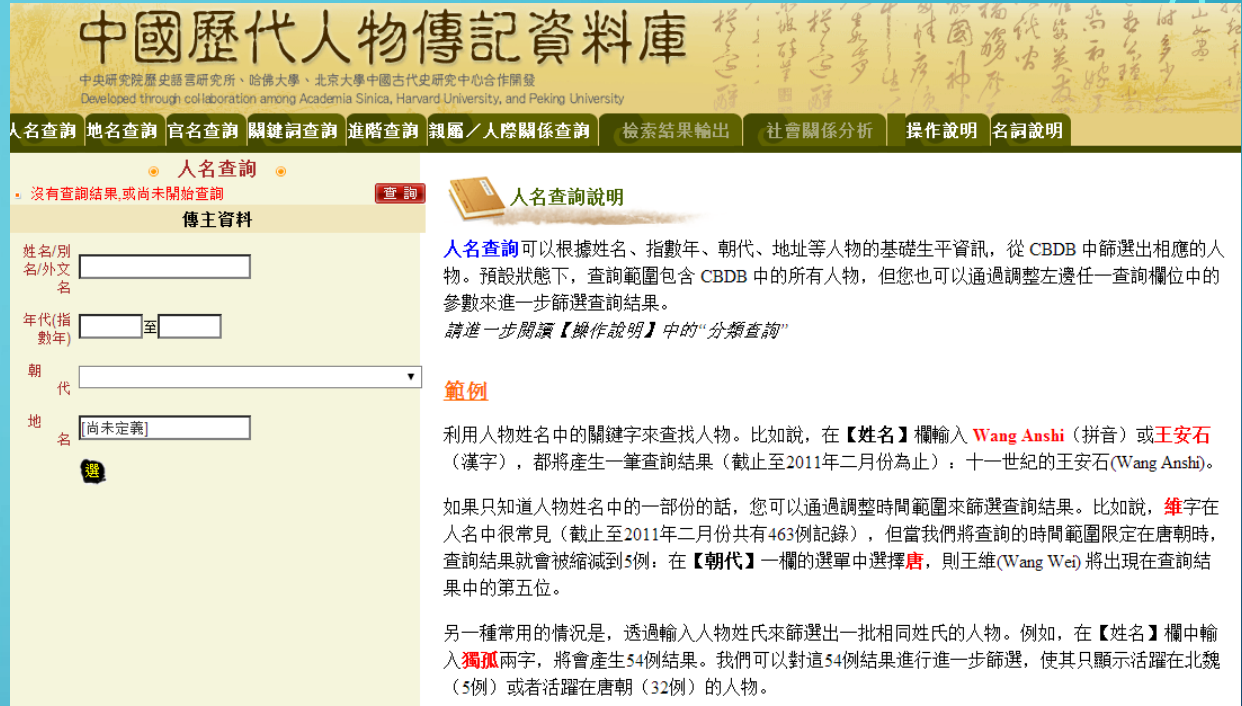 中國歷代人物傳記資料庫
中央研究院歷史語言研究所、哈佛大學、北京大學中國古代史研究中心合作開發
Developed through collaboration among Academia Sinica, Harvard University, and Peking University
人名查詢 地名查詢 官名查詢 關鍵詞查詢 進階查詢 親屬／人際關係查詢 檢索結果輸出 社會關係分析 操作說明 名詞說明
人名查詢
沒有查詢結果,或尚未開始查詢 查詢
傳主資料
姓名/別
名/外文
名
年代(指
數年) 至
朝
代
地
名 [尚未定義]
選
人名查詢說明
人名查詢可以根據姓名、指數年、朝代、地址等人物的基礎生平資訊，從 CBDB 中篩選出相應的人
物。預設狀態下，查詢範圍包含 CBDB 中的所有人物，但您也可以通過調整左邊任一查詢欄位中的
參數來進一步篩選查詢結果。
請進一步閱讀【操作說明】中的“分類查詢”
範例
利用人物姓名中的關鍵字來查找人物。比如說，在【姓名】欄輸入 Wang Anshi（拼音）或王安石
（漢字），都將產生一筆查詢結果（截止至2011年二月份為止）：十一世紀的王安石(Wang Anshi)。
如果只知道人物姓名中的一部份的話，您可以通過調整時間範圍來篩選查詢結果。比如說，維字在
人名中很常見（截止至2011年二月份共有463例記錄），但當我們將查詢的時間範圍限定在唐朝時，
查詢結果就會被縮減到5例：在【朝代】一欄的選單中選擇唐，則王維(Wang Wei) 將出現在查詢結
果中的第五位。
另一種常用的情況是，透過輸入人物姓氏來篩選出一批相同姓氏的人物。例如，在【姓名】欄中輸
入獨孤兩字，將會產生54例結果。我們可以對這54例結果進行進一步篩選，使其只顯示活躍在北魏
（5例）或者活躍在唐朝（32例）的人物。